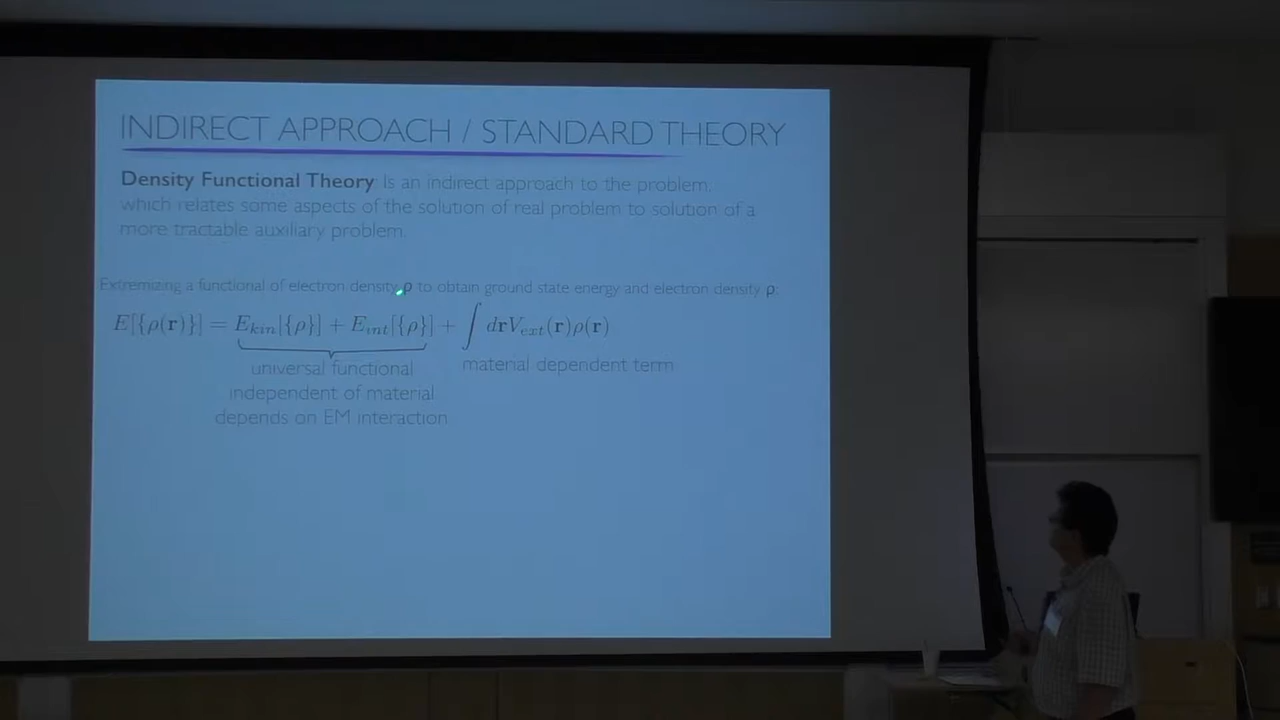 INDIRECT APPROACH / STANDARD THEORY
Density Functional Theory Is an indirect approach to the problem,
which relates some aspects of the solution of real problem to solution of a
more tractable auxiliary problem.
Extremizing a functional of electron density ρ to obtain ground state energy and electron density ρ:
E[{ρ(r)}] = E_kin[{ρ}] + E_int[{ρ}] + ∫ drV_ext(r)ρ(r)
universal functional
independent of material
depends on EM interaction
material dependent term